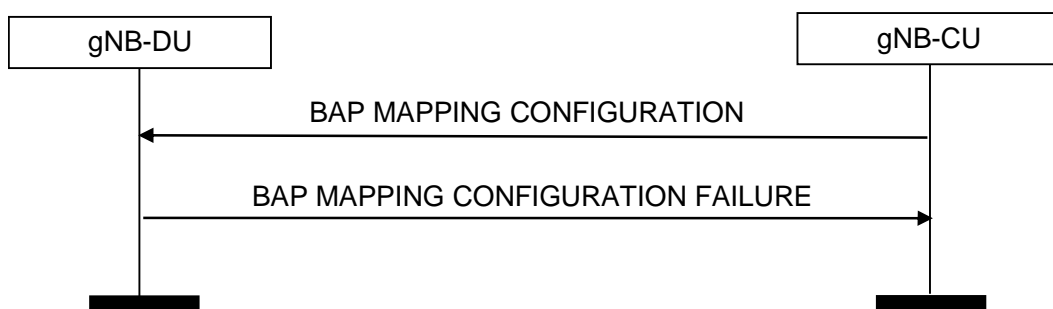 gNB-DU
gNB-CU
BAP MAPPING CONFIGURATION
BAP MAPPING CONFIGURATION FAILURE